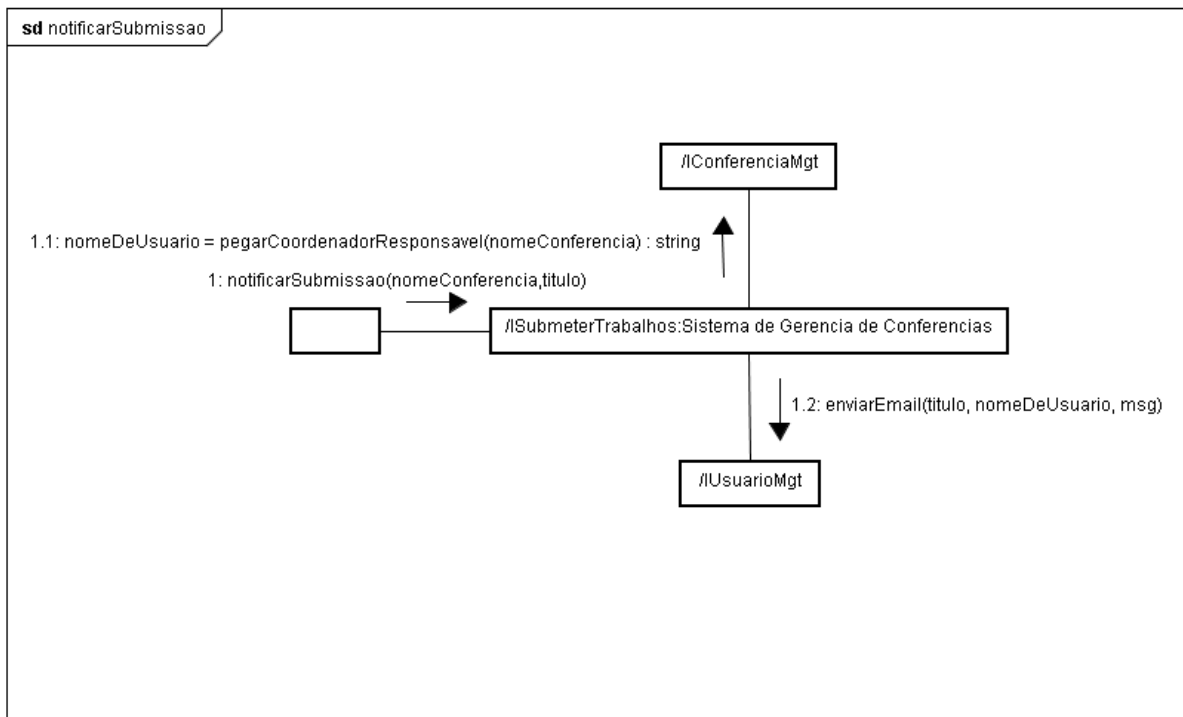 sd notificarSubmissao
/IConferenciaMgt
1.1: nomeDeUsuario = pegarCoordenadorResponsavel(nomeConferencia) : string
1: notificarSubmissao(nomeConferencia,titulo)
/ISubmeterTrabalhos:Sistema de Gerencia de Conferencias
1.2: enviarEmail(titulo, nomeDeUsuario, msg)
/IUsuarioMgt